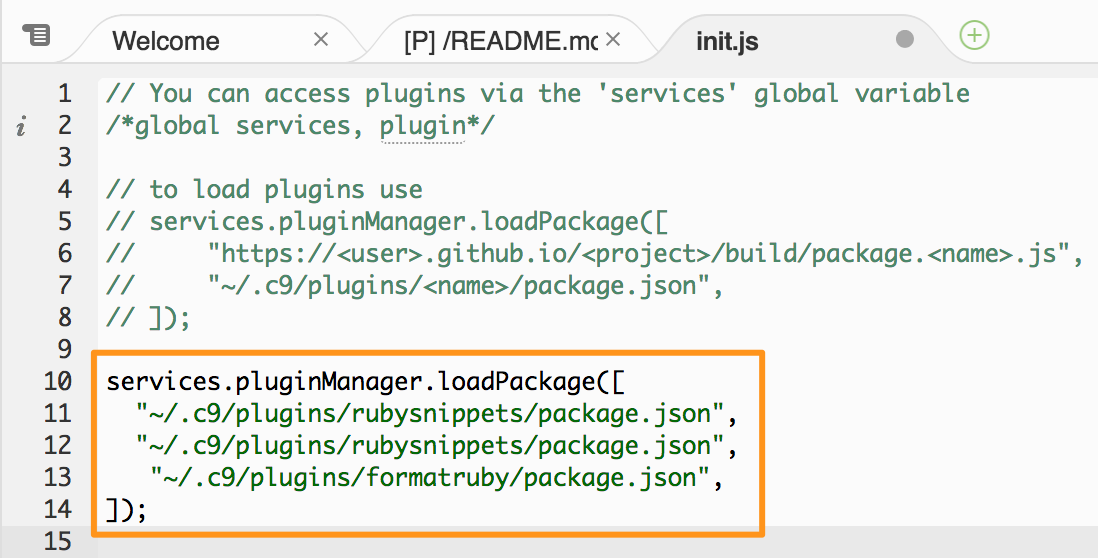 Welcome × [P] /README.mc × init.js
1 // You can access plugins via the 'services' global variable
i 2 /*global services, plugin*/
3
4 // to load plugins use
5 // services.pluginManager.loadPackage([
6 //     "https://<user>.github.io/<project>/build/package.<name>.js",
7 //     "~/.c9/plugins/<name>/package.json",
8 // ]);
9
10 services.pluginManager.loadPackage([
11   "~/.c9/plugins/rubysnippets/package.json",
12   "~/.c9/plugins/rubysnippets/package.json",
13    "~/.c9/plugins/formatruby/package.json",
14 ]);
15